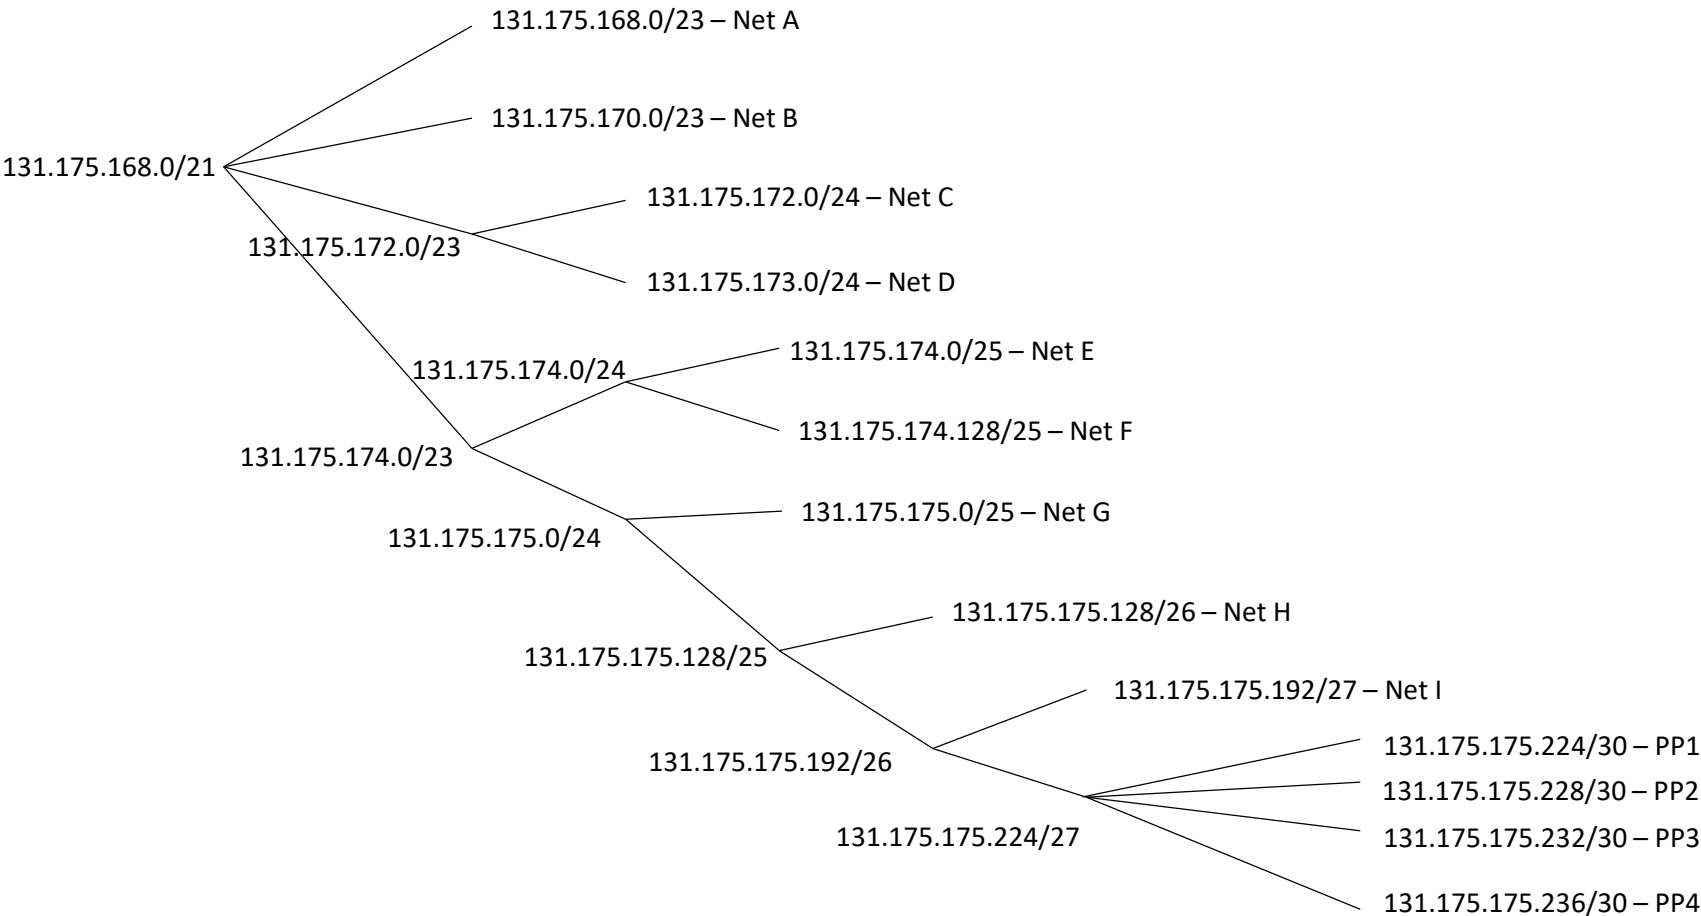 131.175.168.0/23 – Net A
131.175.170.0/23 – Net B
131.175.168.0/21
131.175.172.0/24 – Net C
131.175.172.0/23
131.175.173.0/24 – Net D
131.175.174.0/25 – Net E
131.175.174.0/24
131.175.174.128/25 – Net F
131.175.174.0/23
131.175.175.0/25 – Net G
131.175.175.0/24
131.175.175.128/26 – Net H
131.175.175.128/25
131.175.175.192/27 – Net I
131.175.175.224/30 – PP1
131.175.175.192/26
131.175.175.228/30 – PP2
131.175.175.224/27
131.175.175.232/30 – PP3
131.175.175.236/30 – PP4